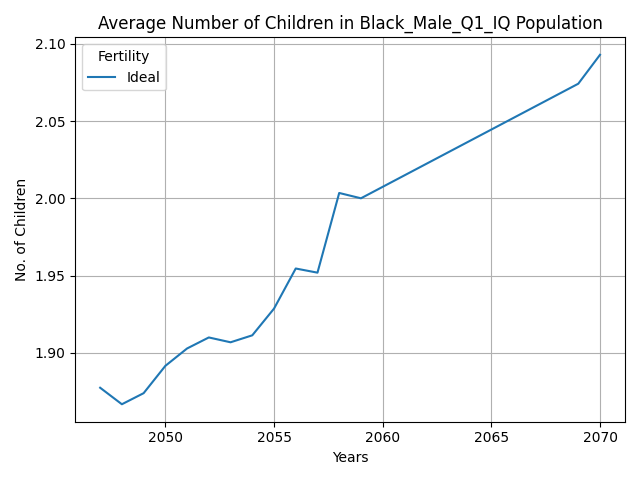 Average Number of Children in Black_Male_Q1_IQ Population
Fertility
Ideal
2.10
2.05
2.00
1.95
1.90
No. of Children
2050
2055
2060
2065
2070
Years